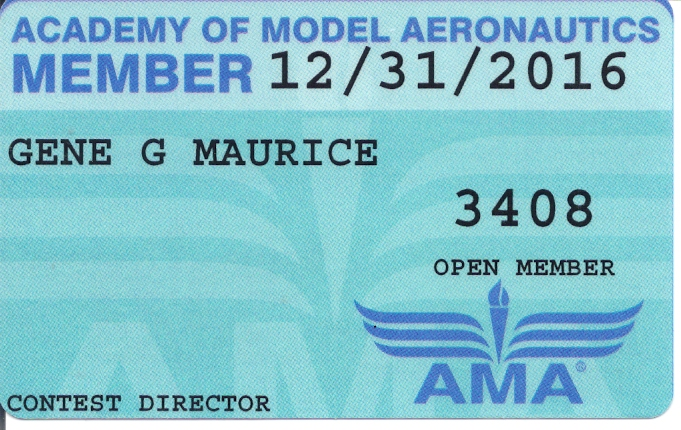 ACADEMY OF MODEL AERONAUTICS
MEMBER 12/31/2016
GENE G MAURICE
3408
OPEN MEMBER
AMA®
CONTEST DIRECTOR